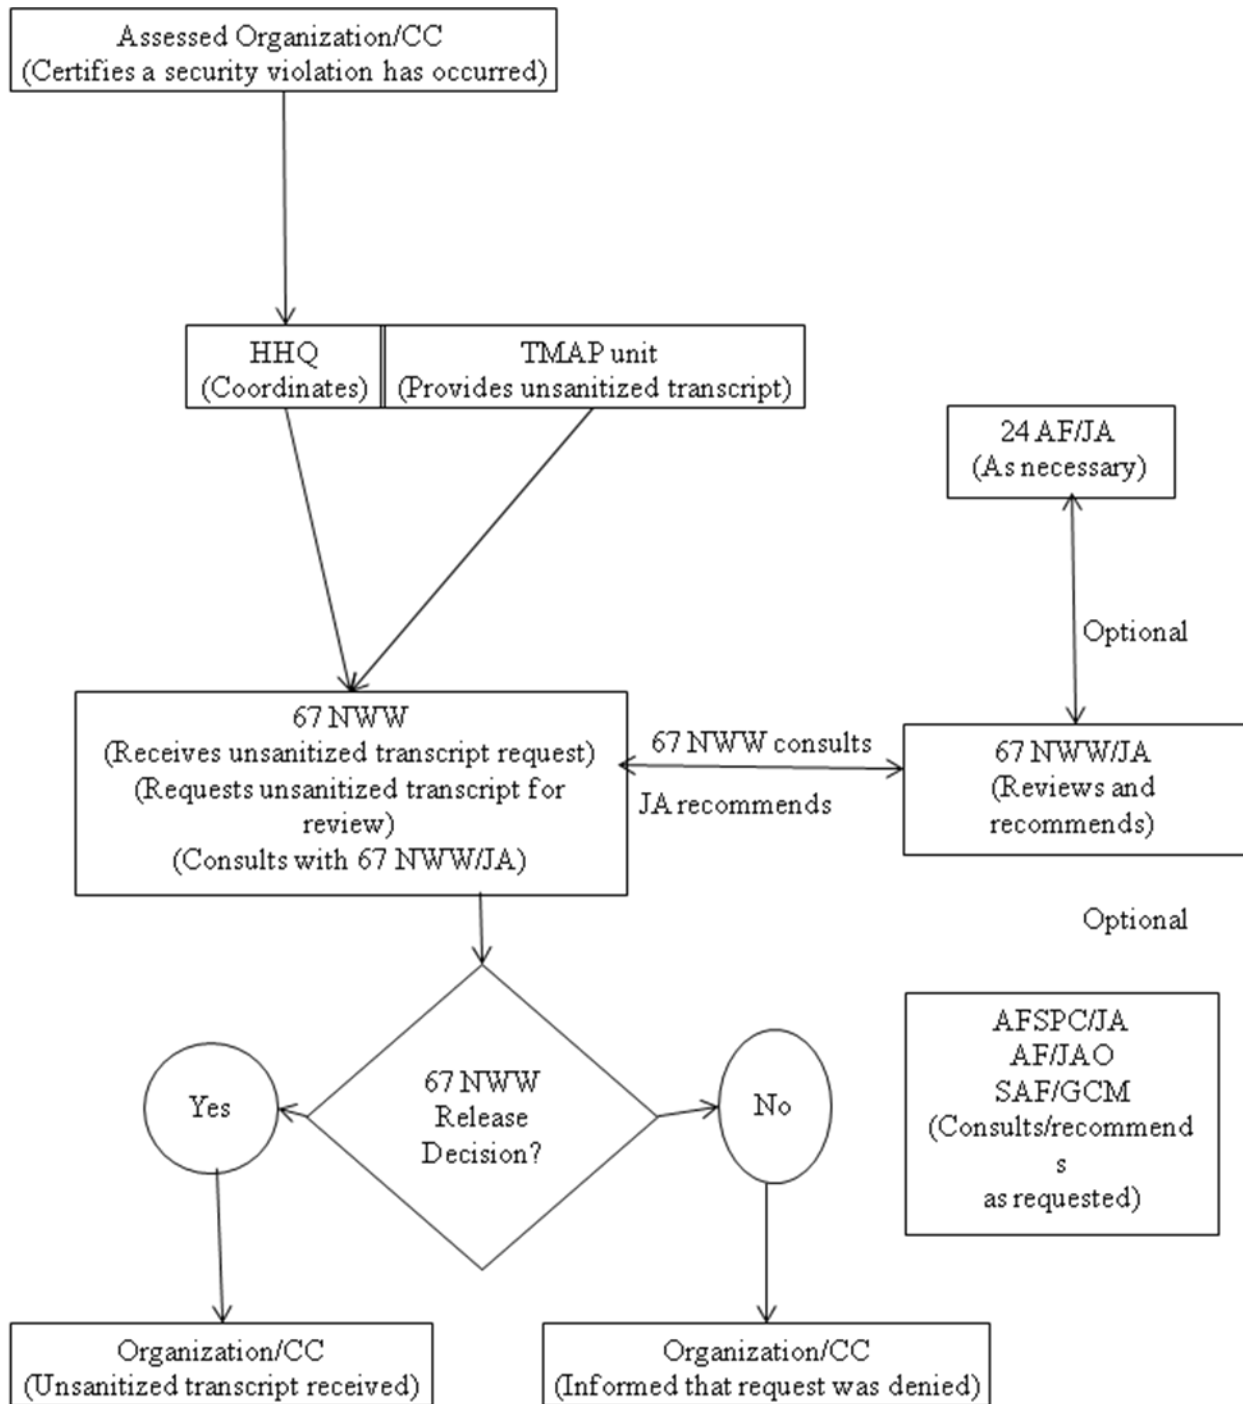 Assessed Organization/CC
(Certifies a security violation has occurred)
HHQ
(Coordinates)
TMAP unit
(Provides unsanitized transcript)
24 AF/JA
(As necessary)
Optional
67 NWW
(Receives unsanitized transcript request)
(Requests unsanitized transcript for
review)
(Consults with 67 NWW/JA)
67 NWW consults
JA recommends
67 NWW/JA
(Reviews and
recommends)
Optional
Yes
67 NWW
Release
Decision?
No
AFSPC/JA
AF/JAO
SAF/GCM
(Consults/recommend
s
as requested)
Organization/CC
(Unsanitized transcript received)
Organization/CC
(Informed that request was denied)